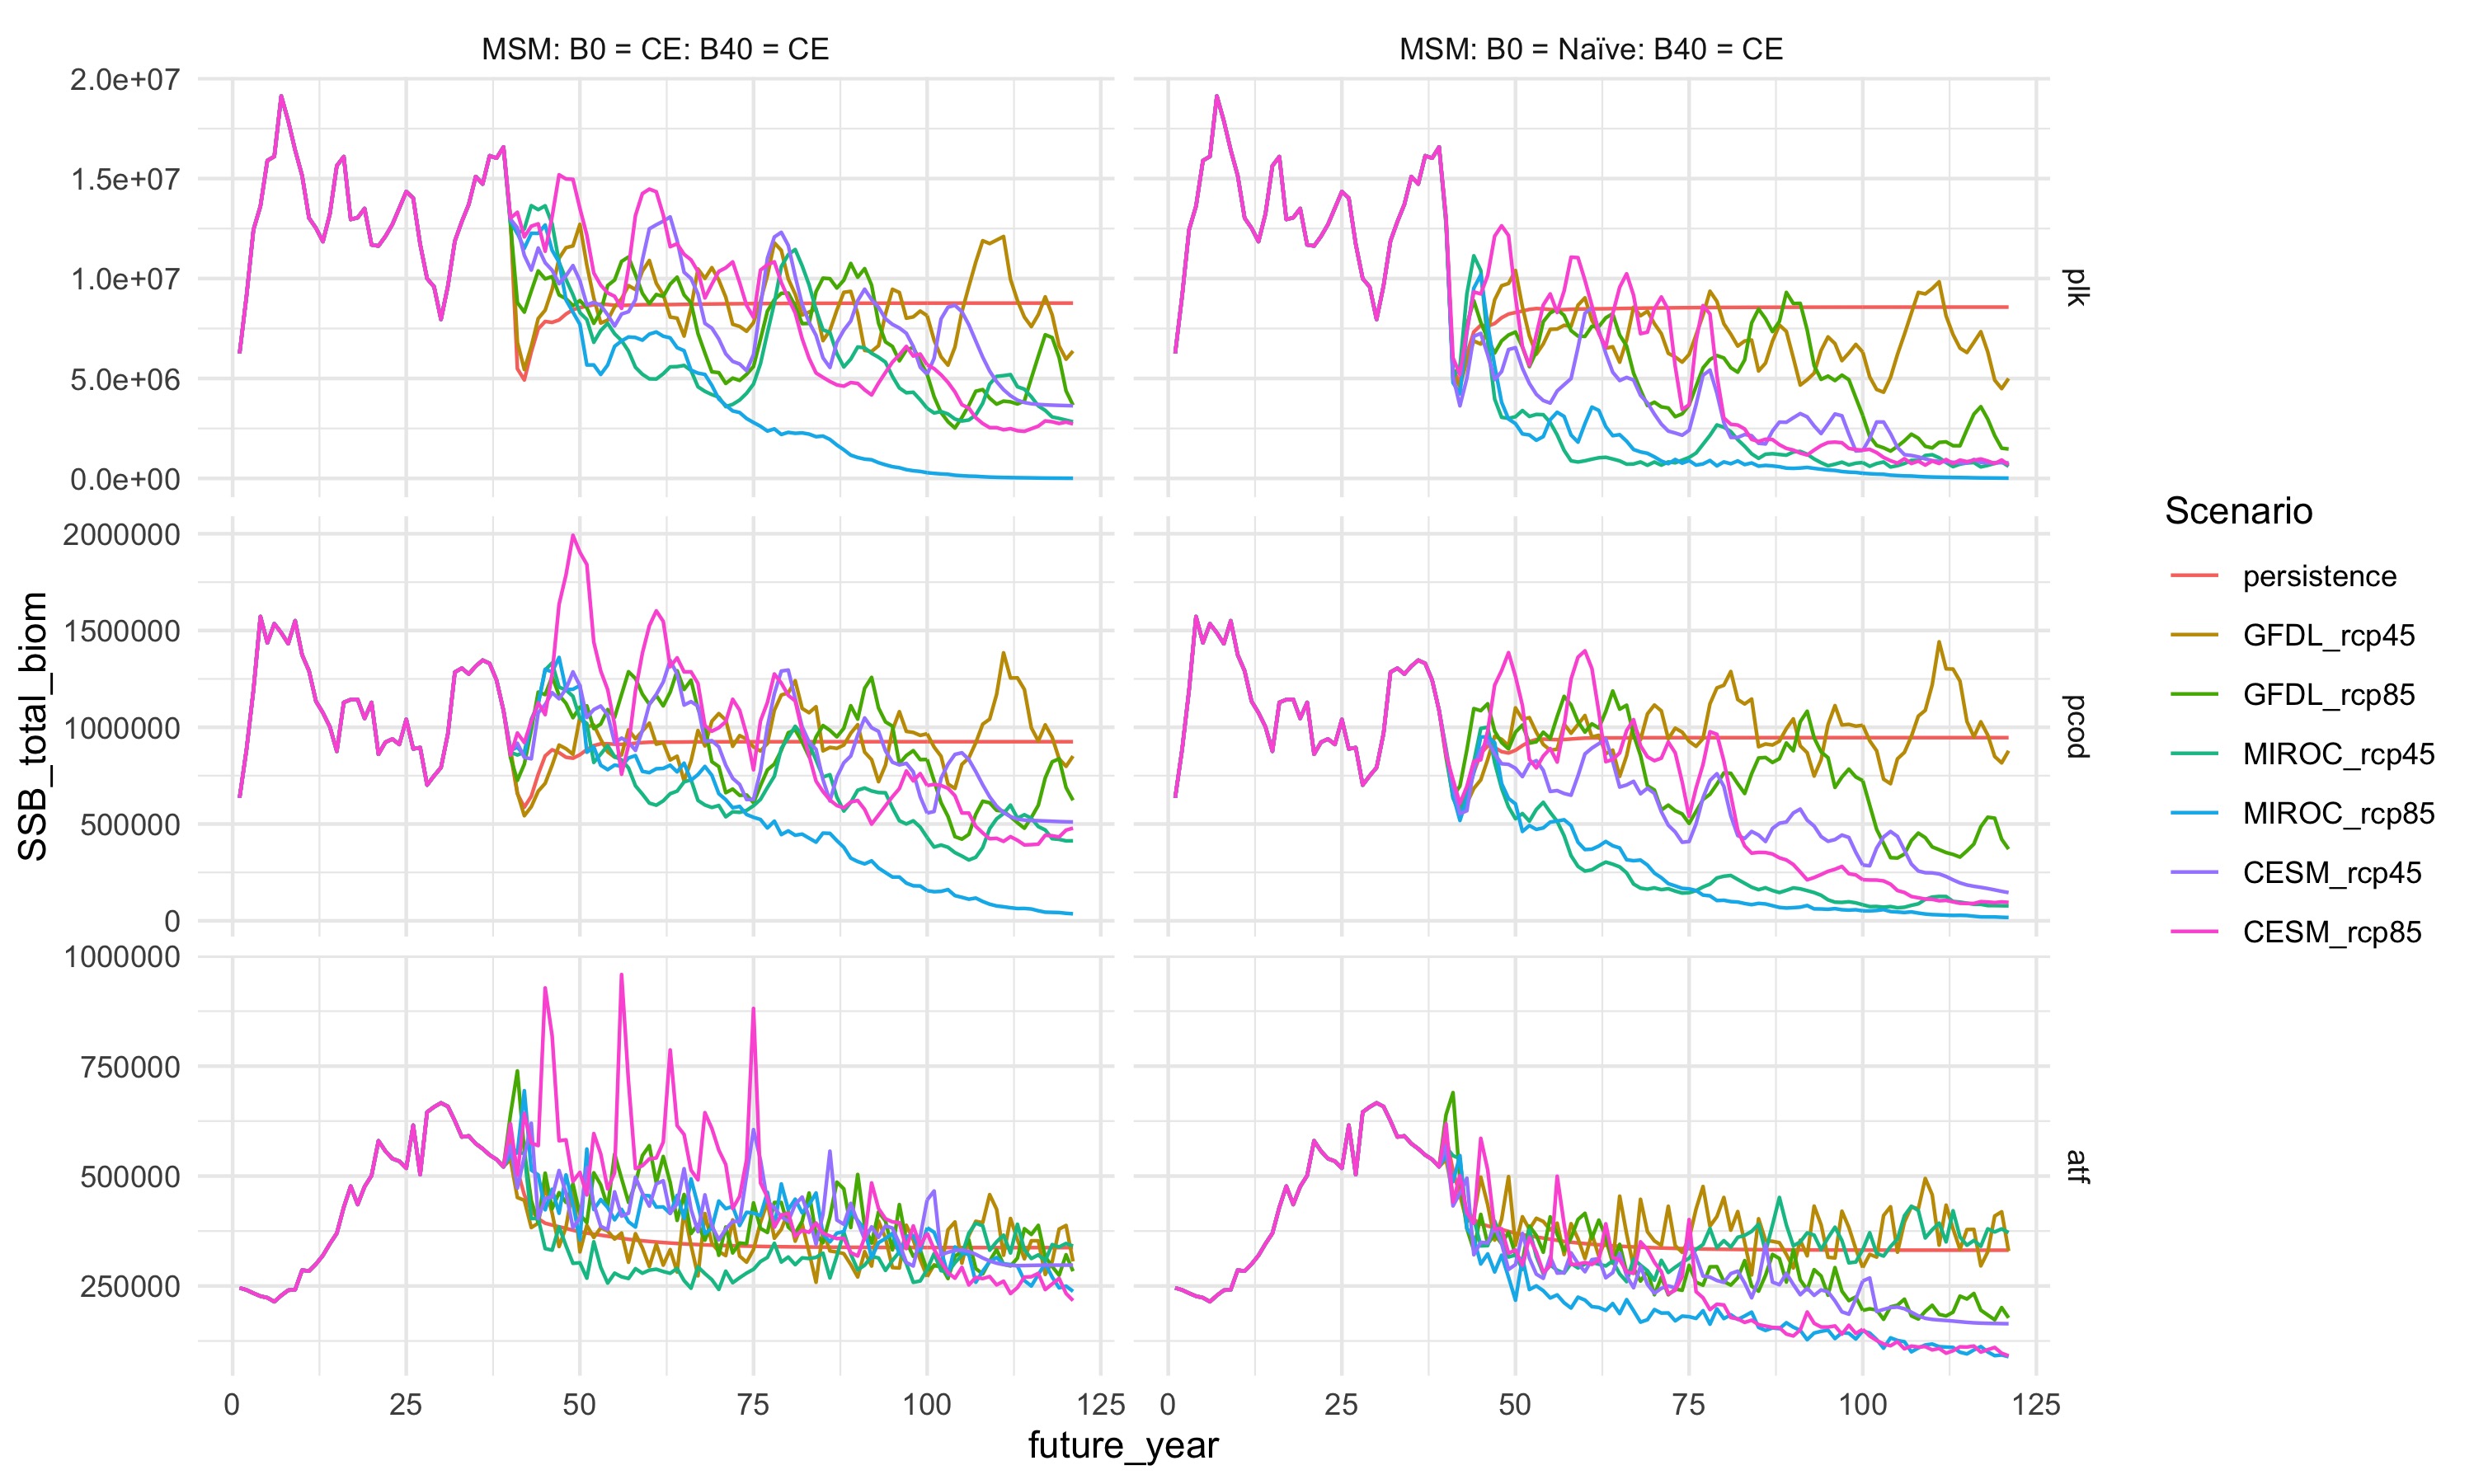 MSM: B0 = CE: B40 = CE
MSM: B0 = Naïve: B40 = CE
2.0e+07
1.5e+07
1.0e+07
5.0e+06
0.0e+00
plk
2000000
1500000
1000000
500000
0
pcod
1000000
750000
500000
250000
atf
SSB_total_biom
0 25 50 75 100 125
0 25 50 75 100 125
future_year
Scenario
persistence
GFDL_rcp45
GFDL_rcp85
MIROC_rcp45
MIROC_rcp85
CESM_rcp45
CESM_rcp85